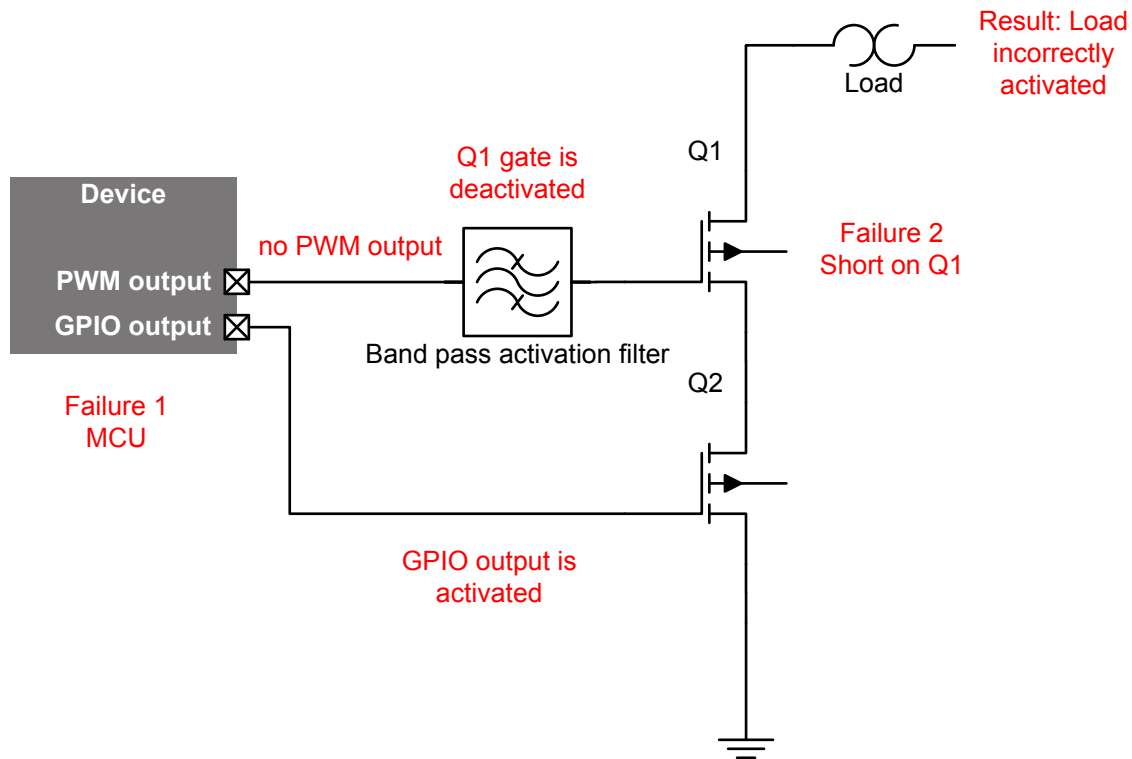 Result: Load
incorrectly
activated
Load
Q1
Q1 gate is
deactivated
Device
no PWM output
Failure 2
Short on Q1
PWM output
GPIO output
Band pass activation filter
Q2
Failure 1
MCU
GPIO output is
activated